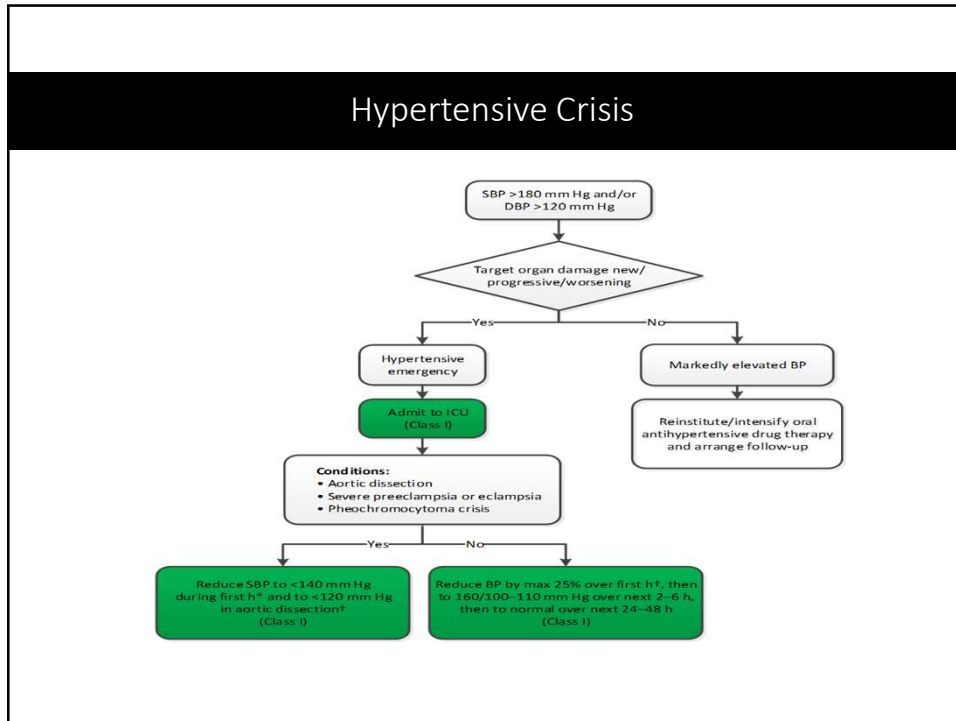 Hypertensive Crisis
SBP >180 mm Hg and/or
DBP >120 mm Hg
Target organ damage new/
progressive/worsening
Yes
No
Hypertensive
emergency
Markedly elevated BP
Admit to ICU
(Class I)
Reinstitute/intensify oral
antihypertensive drug therapy
and arrange follow-up
Conditions:
• Aortic dissection
• Severe preeclampsia or eclampsia
• Pheochromocytoma crisis
Yes
No
Reduce SBP to <140 mm Hg
during first h* and to <120 mm Hg
in aortic dissection†
(Class I)
Reduce BP by max 25% over first h†, then
to 160/100–110 mm Hg over next 2–6 h,
then to normal over next 24–48 h
(Class I)